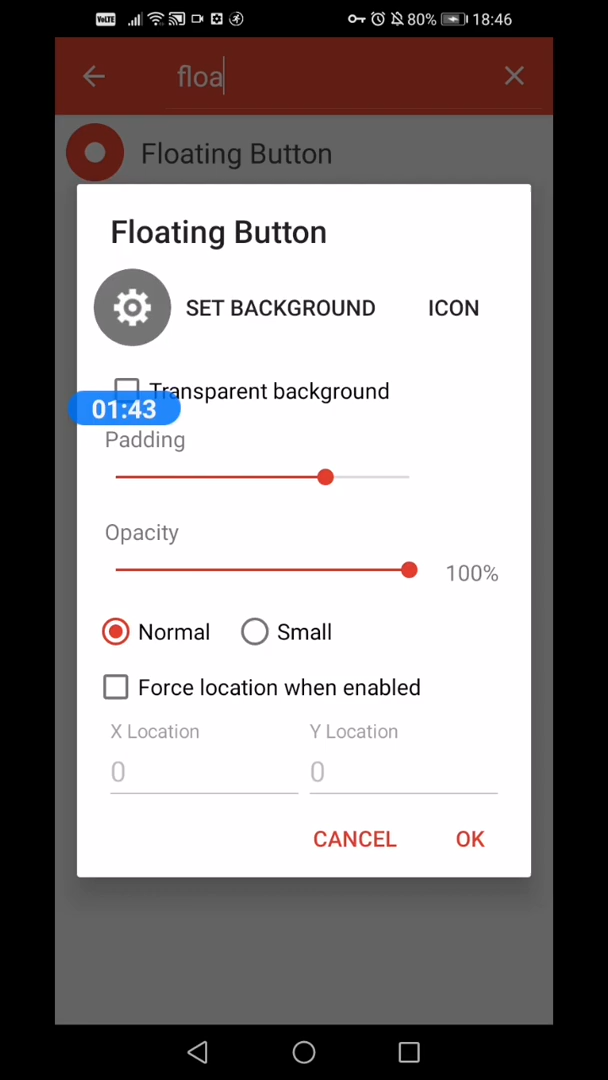 VoLTE 80% 18:46
floa
Floating Button
Floating Button
SET BACKGROUND ICON
Transparent background
01:43
Padding
Opacity
100%
Normal Small
Force location when enabled
X Location Y Location
0 0
CANCEL OK